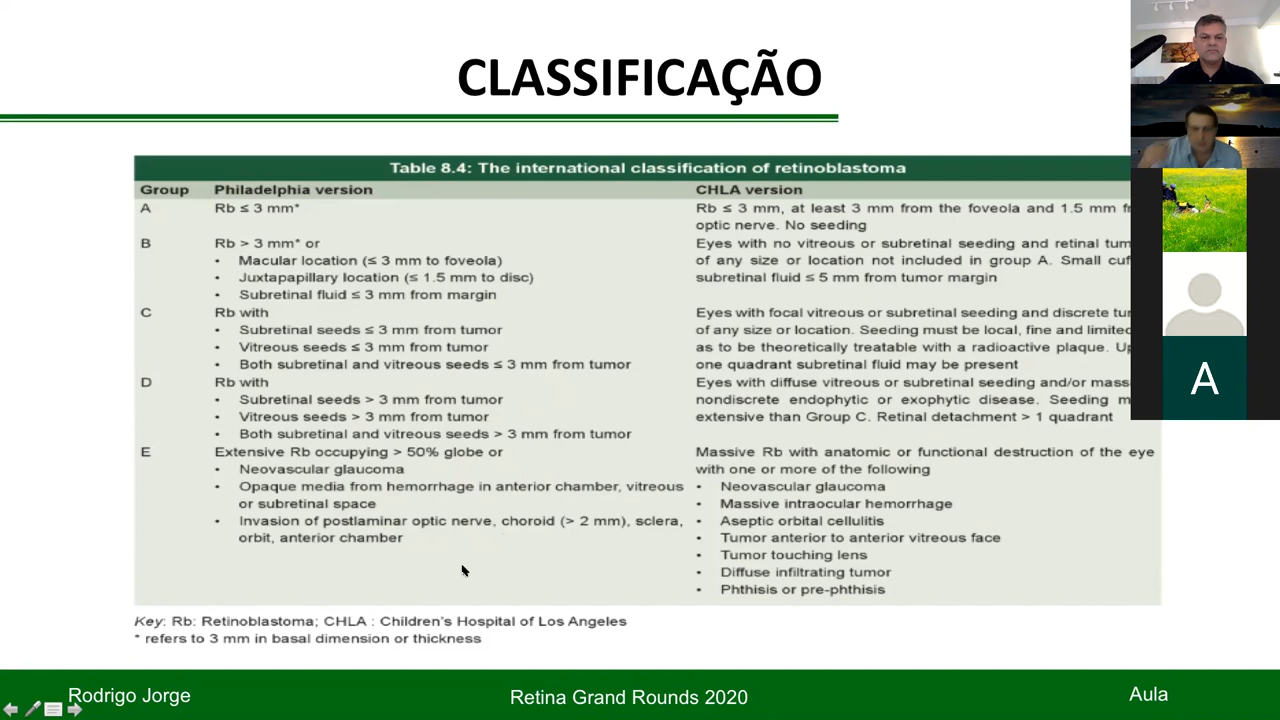 CLASSIFICAÇÃO
Table 8.4: The international classification of retinoblastoma
Group Philadelphia version CHLA version
A Rb ≤ 3 mm* Rb ≤ 3 mm, at least 3 mm from the foveola and 1.5 mm
optic nerve. No seeding
B Rb > 3 mm* or Eyes with no vitreous or subretinal seeding and retinal
• Macular location (≤ 3 mm to foveola) of any size or location not included in group A. Small
• Juxtapapillary location (≤ 1.5 mm to disc) subretinal fluid ≤ 5 mm from tumor margin
• Subretinal fluid ≤ 3 mm from margin
C Rb with Eyes with focal vitreous or subretinal seeding and discrete
• Subretinal seeds ≤ 3 mm from tumor of any size or location. Seeding must be local, fine and limited
• Vitreous seeds ≤ 3 mm from tumor as to be theoretically treatable with a radioactive plaque.
• Both subretinal and vitreous seeds ≤ 3 mm from tumor one quadrant subretinal fluid may be present
D Rb with Eyes with diffuse vitreous or subretinal seeding and/or
• Subretinal seeds > 3 mm from tumor nondiscrete endophytic or exophytic disease. Seeding
• Vitreous seeds > 3 mm from tumor extensive than Group C. Retinal detachment > 1 quadrant
• Both subretinal and vitreous seeds > 3 mm from tumor
E Extensive Rb occupying > 50% globe or Massive Rb with anatomic or functional destruction of the eye
• Neovascular glaucoma with one or more of the following
• Opaque media from hemorrhage in anterior chamber, vitreous • Neovascular glaucoma
or subretinal space • Massive intraocular hemorrhage
• Invasion of postlaminar optic nerve, choroid (> 2 mm), sclera, • Aseptic orbital cellulitis
orbit, anterior chamber • Tumor anterior to anterior vitreous face
• Tumor touching lens
• Diffuse infiltrating tumor
• Phthisis or pre-phthisis
Key: Rb: Retinoblastoma; CHLA : Children's Hospital of Los Angeles
* refers to 3 mm in basal dimension or thickness
Rodrigo Jorge Retina Grand Rounds 2020 Aula
A